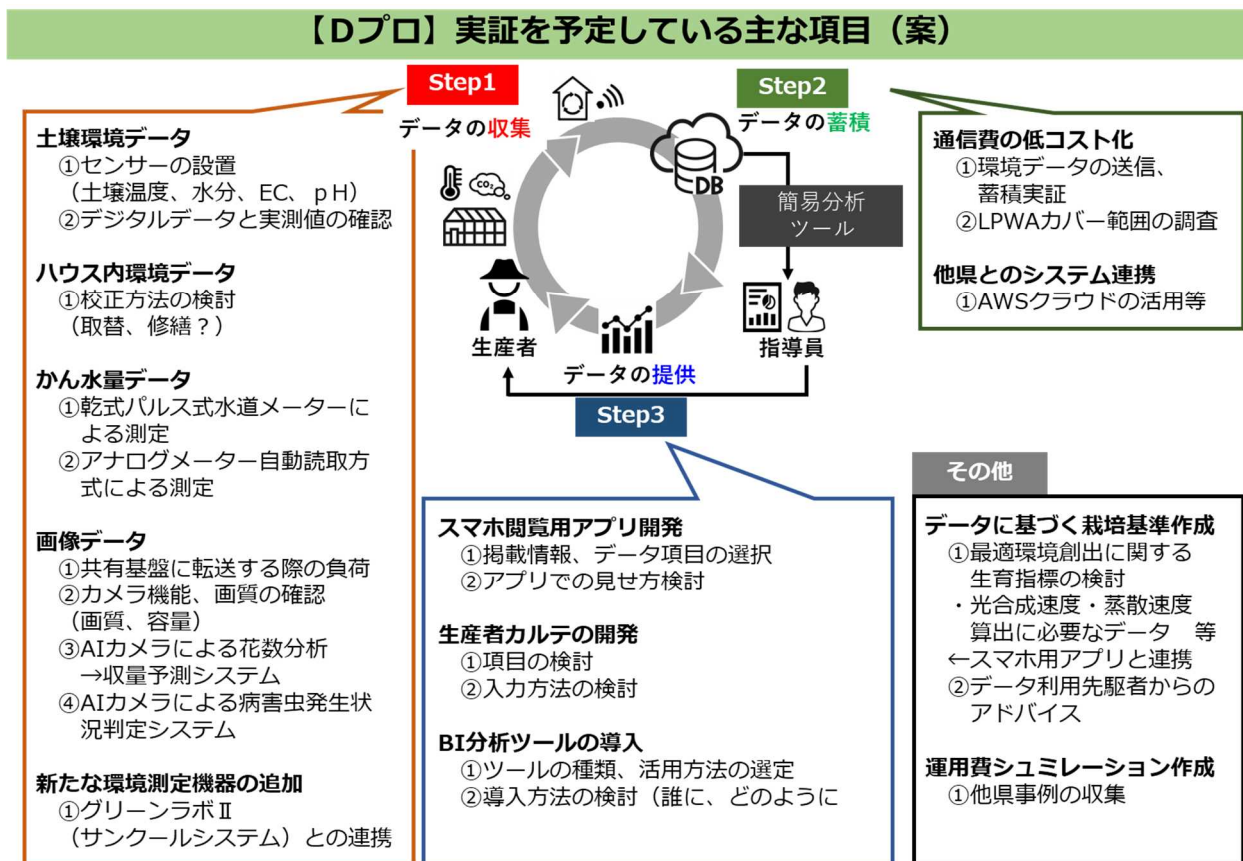 【Dプロ】実証を予定している主な項目（案）
Step1
データの収集
土壌環境データ
①センサーの設置
（土壌温度、水分、EC、ｐH）
②デジタルデータと実測値の確認
ハウス内環境データ
①校正方法の検討
（取替、修繕？）
かん水量データ
①乾式パルス式水道メーターに
よる測定
②アナログメーター自動読取方
式による測定
画像データ
①共有基盤に転送する際の負荷
②カメラ機能、画質の確認
（画質、容量）
③AIカメラによる花数分析
→収量予測システム
④AIカメラによる病害虫発生状
況判定システム
新たな環境測定機器の追加
①グリーンラボⅡ
（サンクールシステム）との連携
CO₂
生産者
Step2
データの蓄積
DB
簡易分析
ツール
指導員
データの提供
通信費の低コスト化
①環境データの送信、
蓄積実証
②LPWAカバー範囲の調査
他県とのシステム連携
①AWSクラウドの活用等
Step3
スマホ閲覧用アプリ開発
①掲載情報、データ項目の選択
②アプリでの見せ方検討
生産者カルテの開発
①項目の検討
②入力方法の検討
BI分析ツールの導入
①ツールの種類、活用方法の選定
②導入方法の検討（誰に、どのように
その他
データに基づく栽培基準作成
①最適環境創出に関する
生育指標の検討
・光合成速度・蒸散速度
算出に必要なデータ　等
←スマホ用アプリと連携
②データ利用先駆者からの
アドバイス
運用費シュミレーション作成
①他県事例の収集